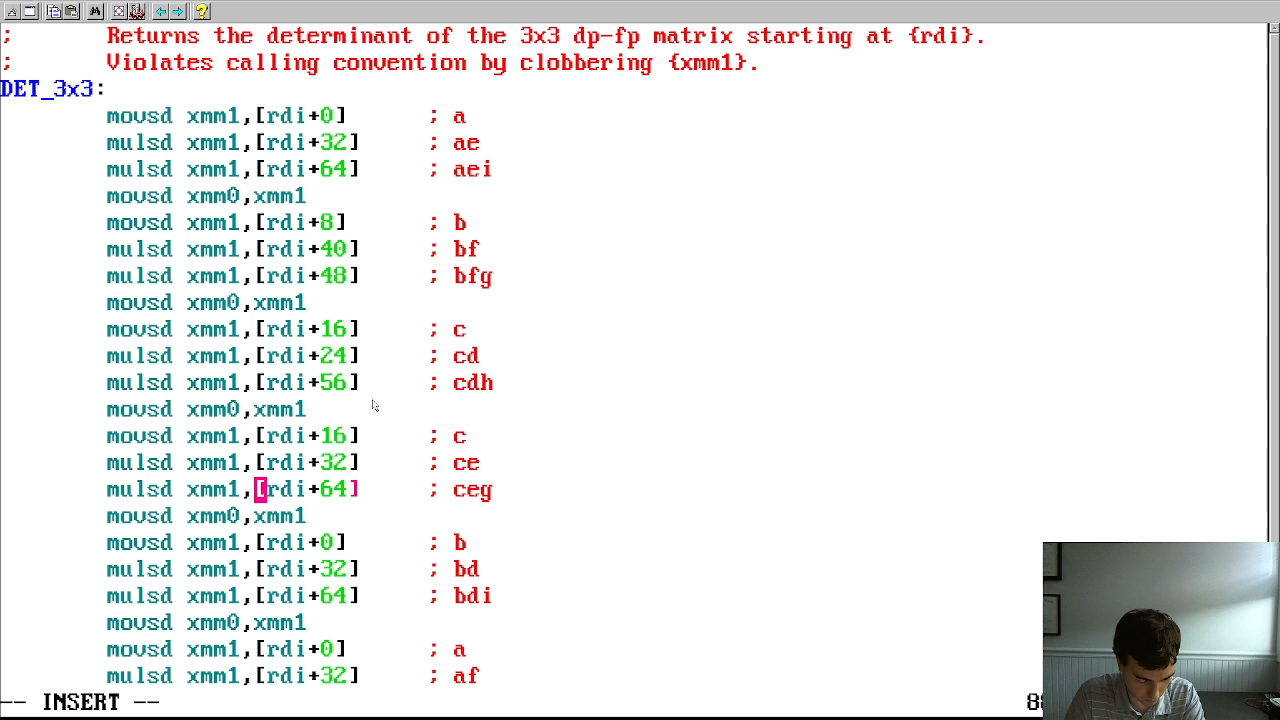 ; Returns the determinant of the 3x3 dp-fp matrix starting at {rdi}.
; Violates calling convention by clobbering {xmm1}.
DET_3x3:
movsd xmm1,[rdi+0] ; a
mulsd xmm1,[rdi+32] ; ae
mulsd xmm1,[rdi+64] ; aei
movsd xmm0,xmm1
movsd xmm1,[rdi+8] ; b
mulsd xmm1,[rdi+40] ; bf
mulsd xmm1,[rdi+48] ; bfg
movsd xmm0,xmm1
movsd xmm1,[rdi+16] ; c
mulsd xmm1,[rdi+24] ; cd
mulsd xmm1,[rdi+56] ; cdh
movsd xmm0,xmm1
movsd xmm1,[rdi+16] ; c
mulsd xmm1,[rdi+32] ; ce
mulsd xmm1,[rdi+64] ; ceg
movsd xmm0,xmm1
movsd xmm1,[rdi+0] ; b
mulsd xmm1,[rdi+32] ; bd
mulsd xmm1,[rdi+64] ; bdi
movsd xmm0,xmm1
movsd xmm1,[rdi+0] ; a
mulsd xmm1,[rdi+32] ; af
-- INSERT --